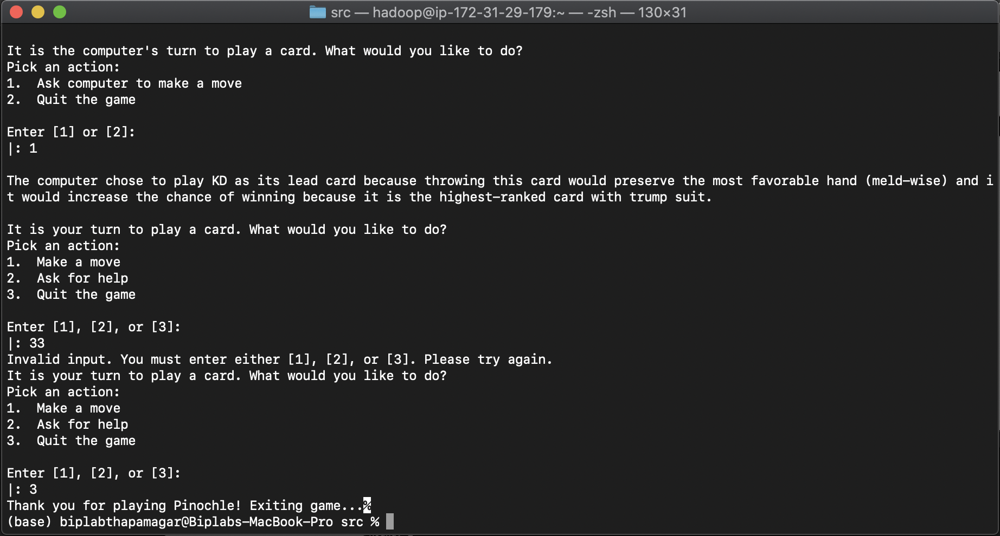 src — hadoop@ip-172-31-29-179:~ — -zsh — 130×31
It is the computer's turn to play a card. What would you like to do?
Pick an action:
1.  Ask computer to make a move
2.  Quit the game
Enter [1] or [2]:
|: 1
The computer chose to play KD as its lead card because throwing this card would preserve the most favorable hand (meld-wise) and i
t would increase the chance of winning because it is the highest-ranked card with trump suit.
It is your turn to play a card. What would you like to do?
Pick an action:
1.  Make a move
2.  Ask for help
3.  Quit the game
Enter [1], [2], or [3]:
|: 33
Invalid input. You must enter either [1], [2], or [3]. Please try again.
It is your turn to play a card. What would you like to do?
Pick an action:
1.  Make a move
2.  Ask for help
3.  Quit the game
Enter [1], [2], or [3]:
|: 3
Thank you for playing Pinochle! Exiting game...%
(base) biplabthapamagar@Biplabs-MacBook-Pro src %